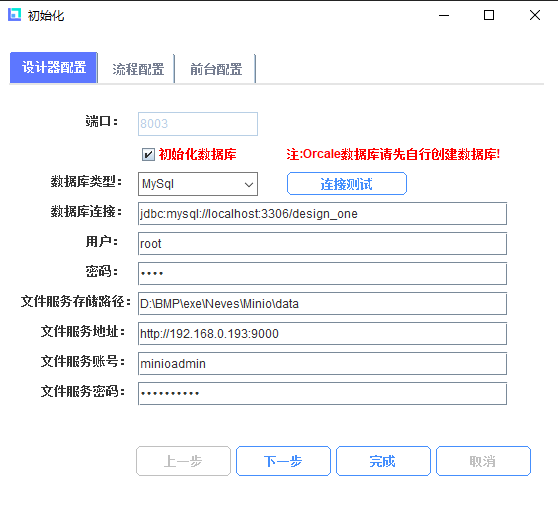 初始化
设计器配置 流程配置 前台配置
端口： 8003
初始化数据库 注:Orcale数据库请先自行创建数据库!
数据库类型： MySql 连接测试
数据库连接： jdbc:mysql://localhost:3306/design_one
用户： root
密码： ••••
文件服务存储路径： D:\BMP\exe\Neves\Minio\data
文件服务地址： http://192.168.0.193:9000
文件服务账号： minioadmin
文件服务密码： ••••••••••
上一步 下一步 完成 取消